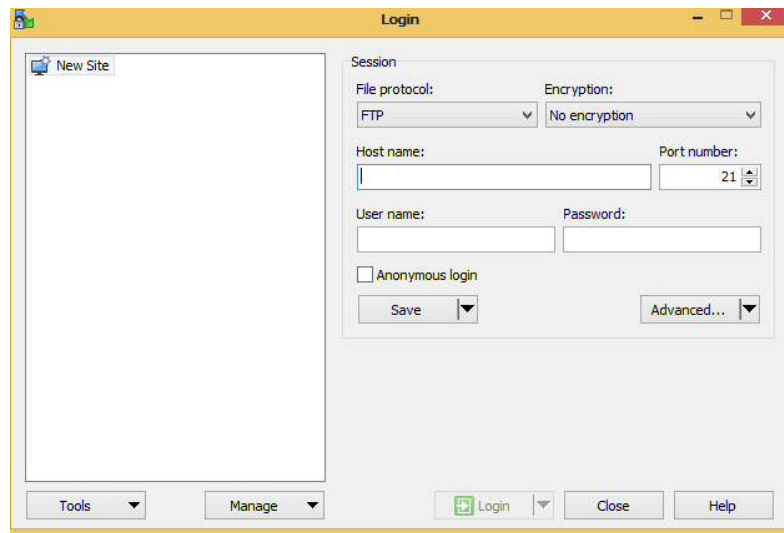 Login
New Site
Session
File protocol: Encryption:
FTP No encryption
Host name: Port number:
21
User name: Password:
Anonymous login
Save Advanced...
Tools Manage Login Close Help